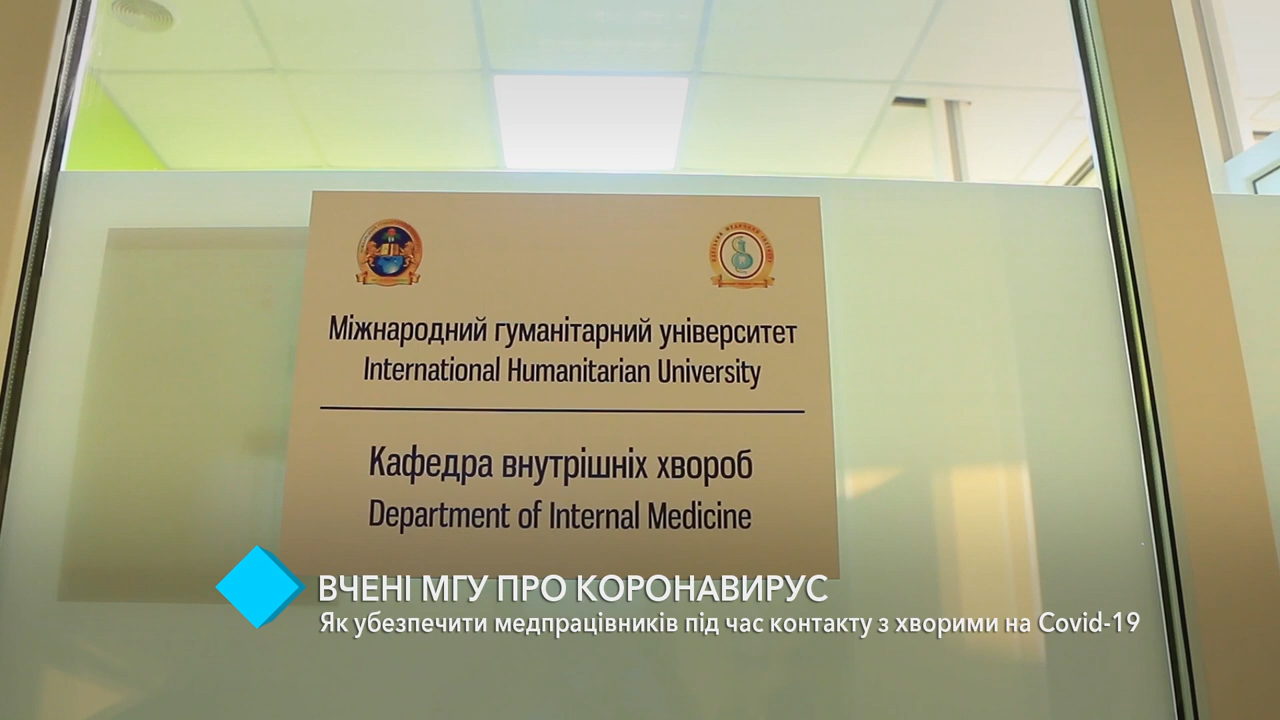 Міжнародний гуманітарний університет
International Humanitarian University
Кафедра внутрішніх хвороб
Department of Internal Medicine
ВЧЕНІ МГУ ПРО КОРОНАВИРУС
Як убезпечити медпрацівників під час контакту з хворими на Covid-19